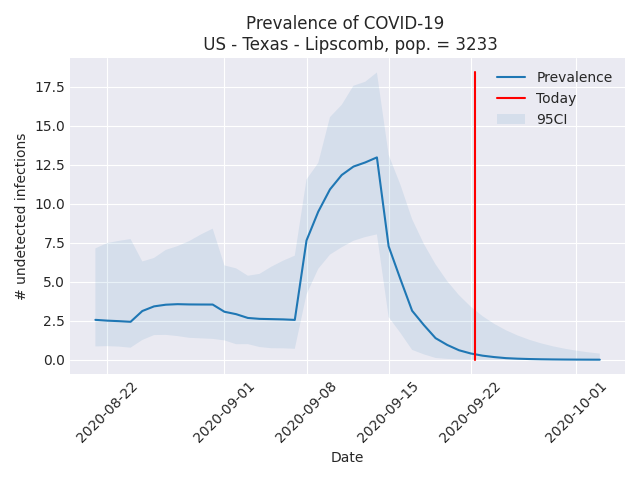 Prevalence of COVID-19
US - Texas - Lipscomb, pop. = 3233
Prevalence
Today
95CI
# undetected infections
17.5
15.0
12.5
10.0
7.5
5.0
2.5
0.0
2020-08-22
2020-09-01
2020-09-08
2020-09-15
2020-09-22
2020-10-01
Date